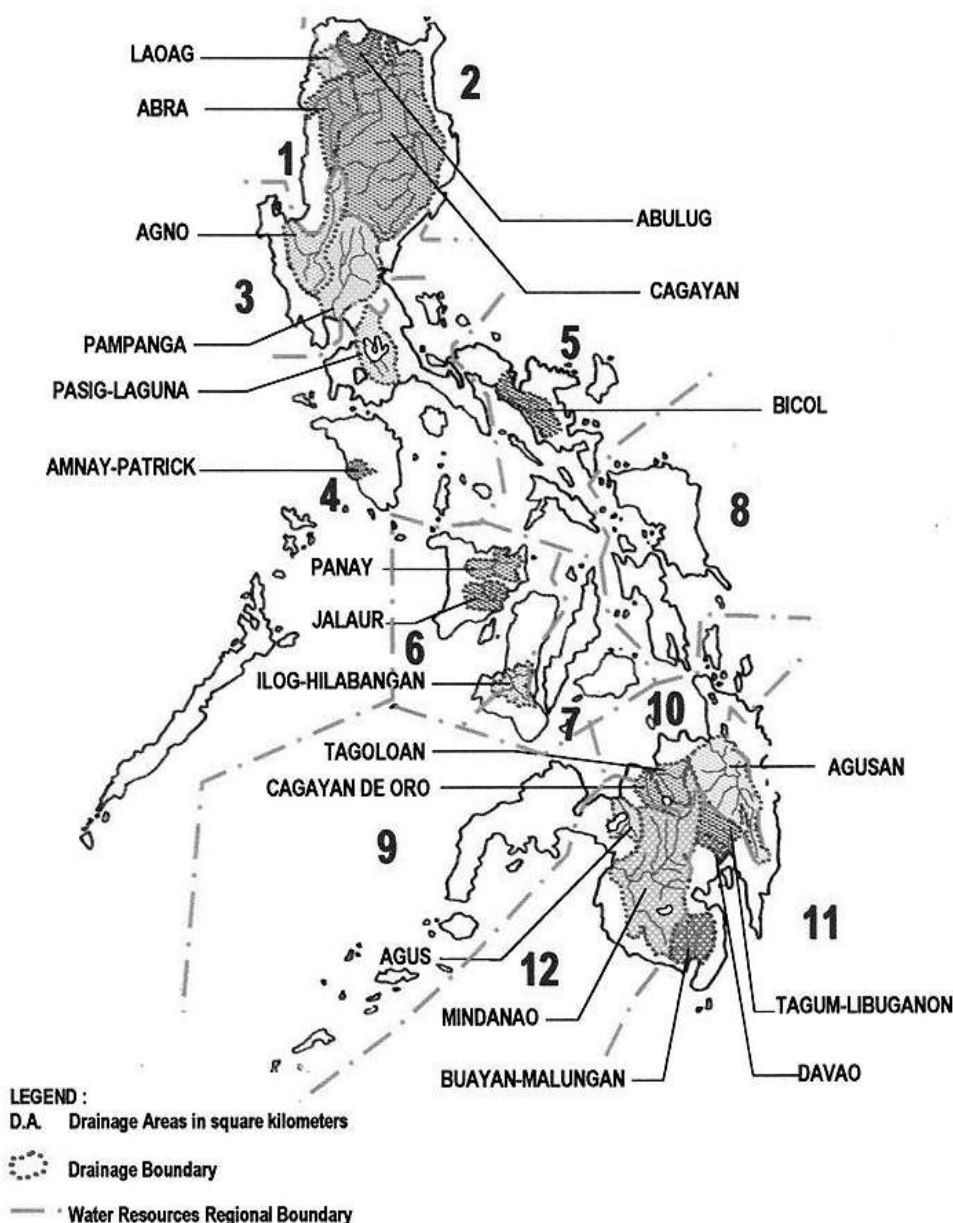 LAOAG
2
ABRA
1
ABULUG
AGNO
CAGAYAN
3
PAMPANGA
5
PASIG-LAGUNA
BICOL
AMNAY-PATRICK
4
8
PANAY
JALAUR
6
ILOG-HILABANGAN
7
10
TAGOLOAN
AGUSAN
CAGAYAN DE ORO
9
11
AGUS
12
TAGUM-LIBUGANON
MINDANAO
BUAYAN-MALUNGAN
DAVAO
LEGEND :
D.A. Drainage Areas in square kilometers
Drainage Boundary
Water Resources Regional Boundary